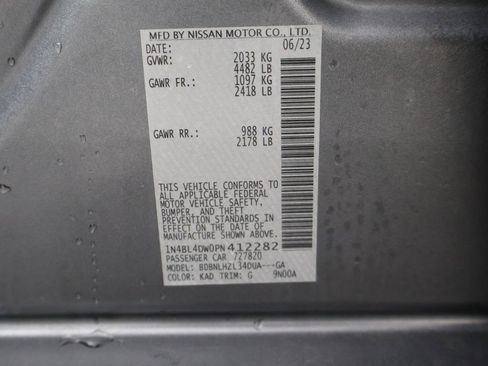 MFD BY NISSAN MOTOR CO., LTD.
DATE: 06/23
GVWR: 2033 KG
4482 LB
GAWR FR.: 1097 KG
2418 LB
GAWR RR.: 988 KG
2178 LB
THIS VEHICLE CONFORMS TO
ALL APPLICABLE FEDERAL
MOTOR VEHICLE SAFETY,
BUMPER, AND THEFT
PREVENTION STANDARDS IN
EFFECT ON THE DATE OF
MANUFACTURE SHOWN ABOVE.
1N4BL4DW0PN412282
PASSENGER CAR 727820
MODEL: BDBNLHZL34DUA---GA
COLOR: KAD TRIM: G 9N00A